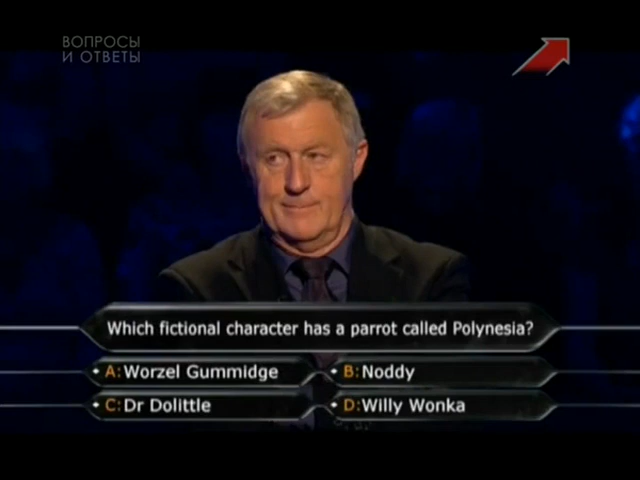 ВОПРОСЫ
И ОТВЕТЫ
Which fictional character has a parrot called Polynesia?
A: Worzel Gummidge
B: Noddy
C: Dr Dolittle
D: Willy Wonka